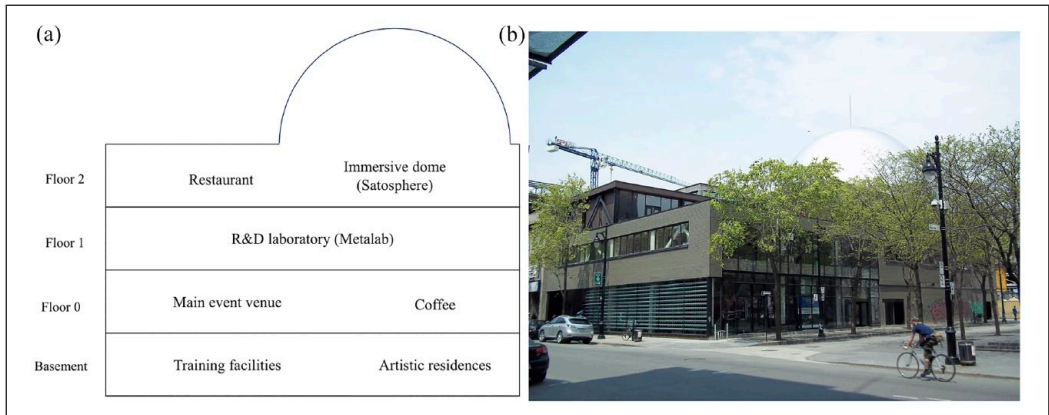 (a)
(b)
Floor 2
Restaurant
Immersive dome
(Satosphere)
Floor 1
R&D laboratory (Metalab)
Floor 0
Main event venue
Coffee
Basement
Training facilities
Artistic residences